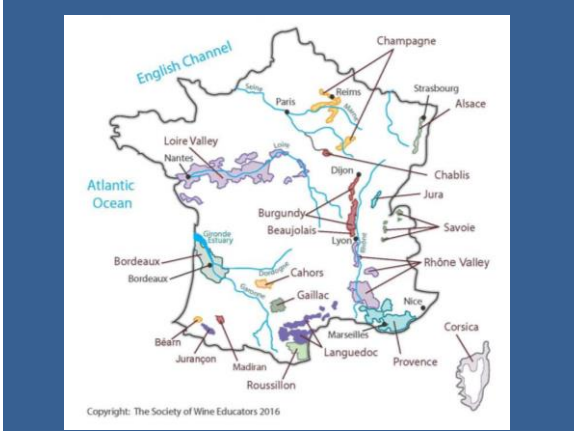 Champagne
English Channel
Seine
Reims
Strasbourg
Paris
Marne
Alsace
Loire Valley
Nantes
Loire
Chablis
Dijon
Atlantic
Ocean
Jura
Burgundy
Beaujolais
Savoie
Lyon
Gironde
Estuary
Rhône
Bordeaux
Rhône Valley
Bordeaux
Dordogne
Cahors
Garonne
Gaillac
Nice
Corsica
Marseilles
Béarn
Jurançon
Madiran
Languedoc
Provence
Roussillon
Copyright: The Society of Wine Educators 2016